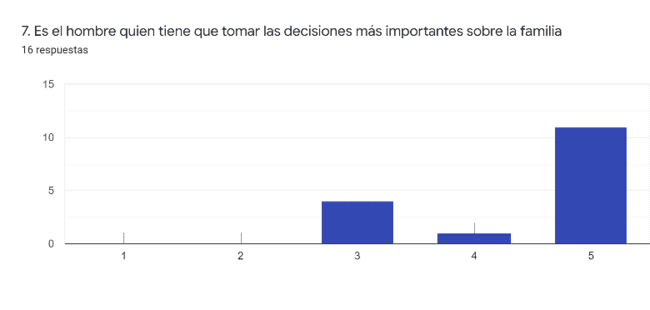 7. Es el hombre quien tiene que tomar las decisiones más importantes sobre la familia
16 respuestas
15
10
5
0
1 2 3 4 5